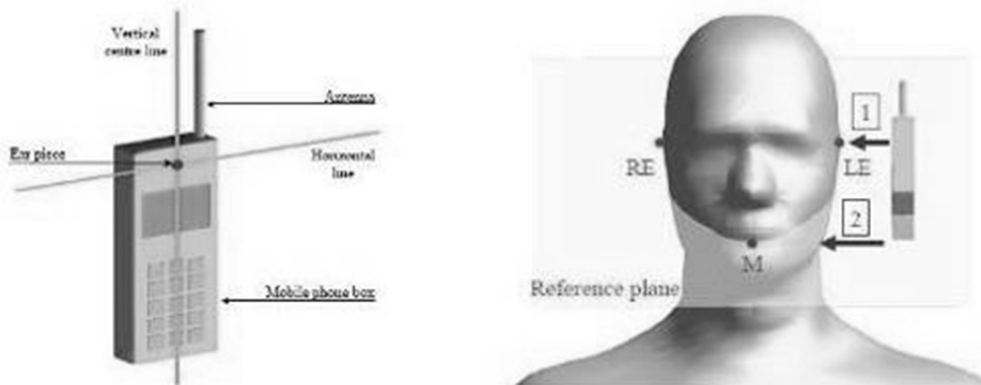 Vertical
centre line
Antenna
Ear piece
Horizontal
line
Mobile phone box
1
RE
LE
2
M
Reference plane